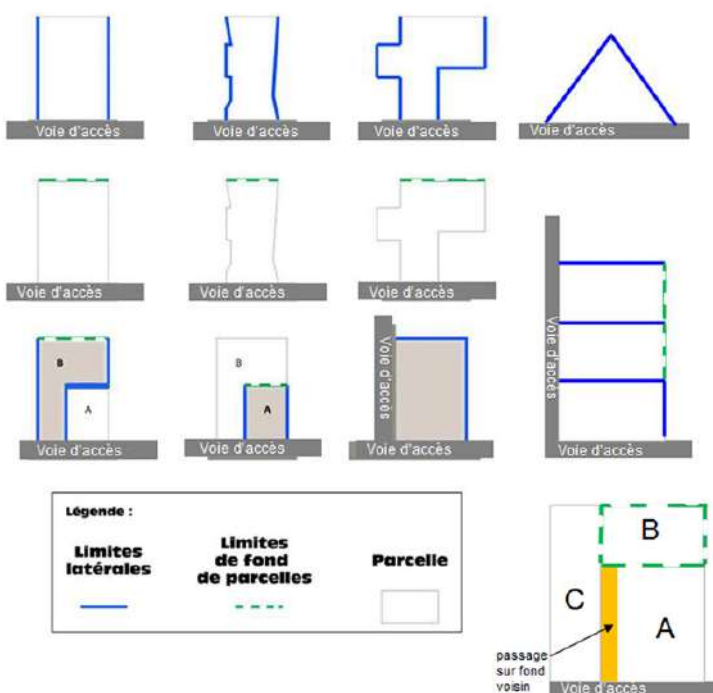 Voie d'accès
Voie d'accès
Voie d'accès
Voie d'accès
Voie d'accès
Voie d'accès
Voie d'accès
Voie d'accès
B
A
Voie d'accès
B
A
Voie d'accès
Voie d'accès
Voie d'accès
Voie d'accès
Légende :
Limites
latérales
Limites
de fond
de parcelles
Parcelle
B
C
A
passage
sur fond
voisin
Voie d'accès